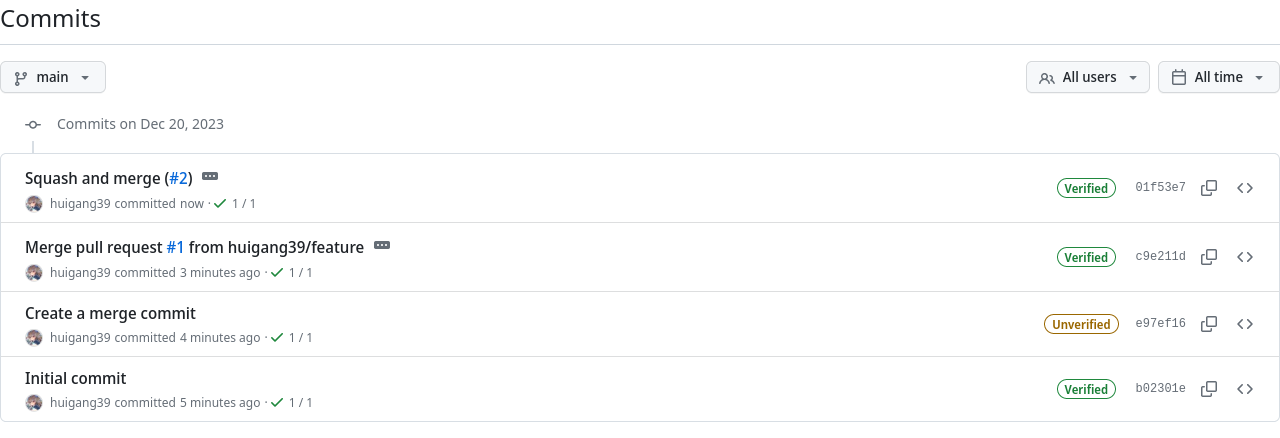 Commits
main
All users
All time
Commits on Dec 20, 2023
Squash and merge (#2)
huigang39 committed now · 1 / 1
Verified
01f53e7
Merge pull request #1 from huigang39/feature
huigang39 committed 3 minutes ago · 1 / 1
Verified
c9e211d
Create a merge commit
huigang39 committed 4 minutes ago · 1 / 1
Unverified
e97ef16
Initial commit
huigang39 committed 5 minutes ago · 1 / 1
Verified
b02301e